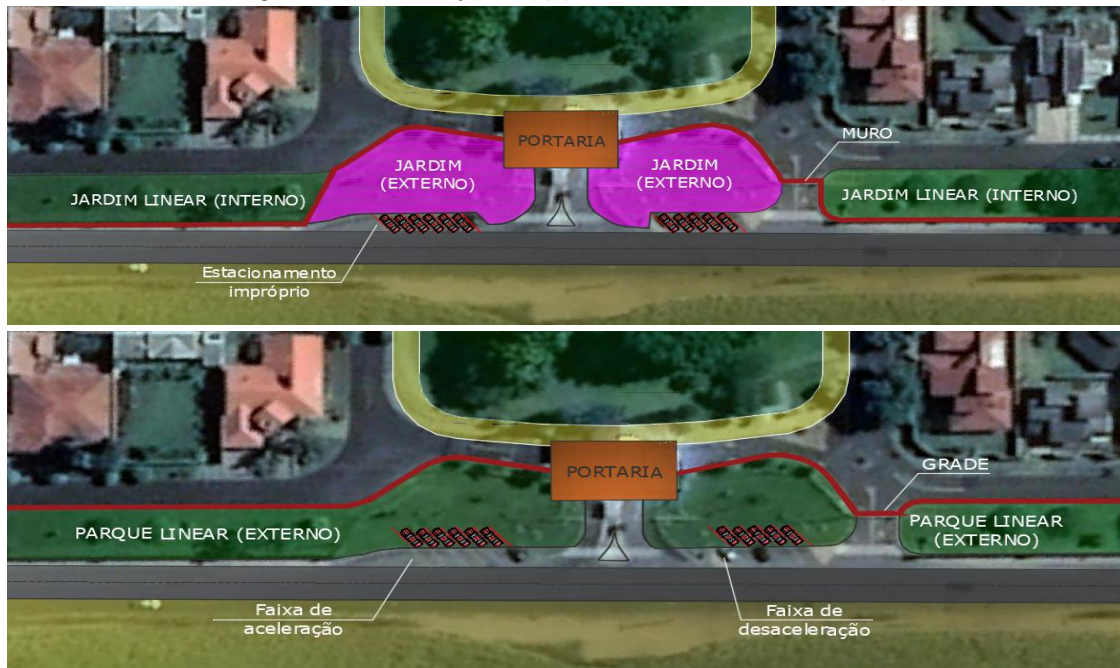 PORTARIA
MURO
JARDIM
(EXTERNO)
JARDIM
(EXTERNO)
JARDIM LINEAR (INTERNO)
JARDIM LINEAR (INTERNO)
Estacionamento
impróprio
PORTARIA
GRADE
PARQUE LINEAR (EXTERNO)
PARQUE LINEAR
(EXTERNO)
Faixa de
aceleração
Faixa de
desaceleração